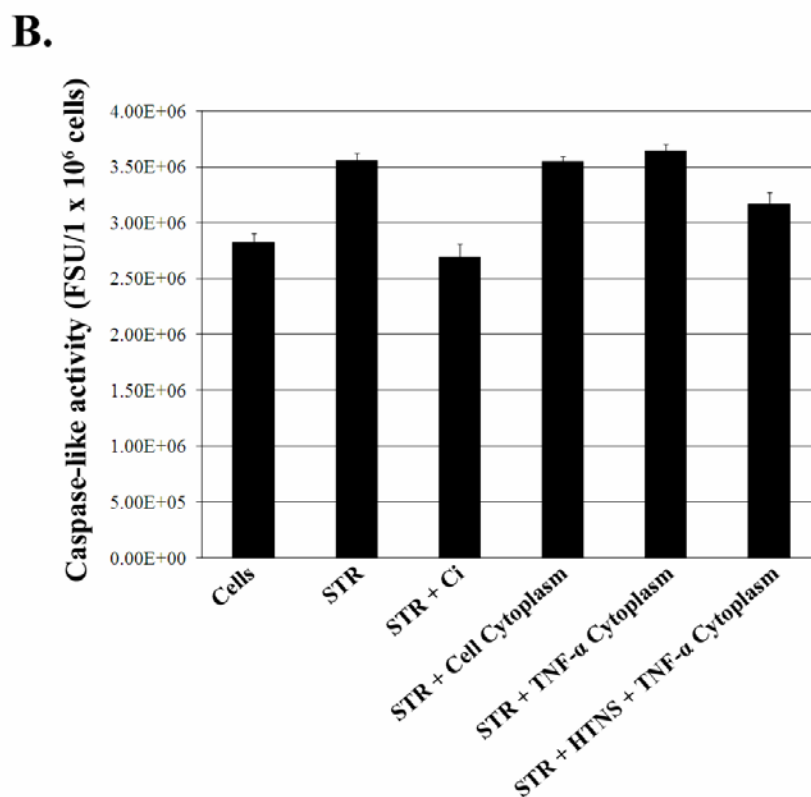 B.
Caspase-like activity (FSU/1 x 10⁶ cells)
4.00E+06
3.50E+06
3.00E+06
2.50E+06
2.00E+06
1.50E+06
1.00E+06
5.00E+05
0.00E+00
Cells
STR
STR + Ci
STR + Cell Cytoplasm
STR + TNF-α Cytoplasm
STR + HTNS + TNF-α Cytoplasm